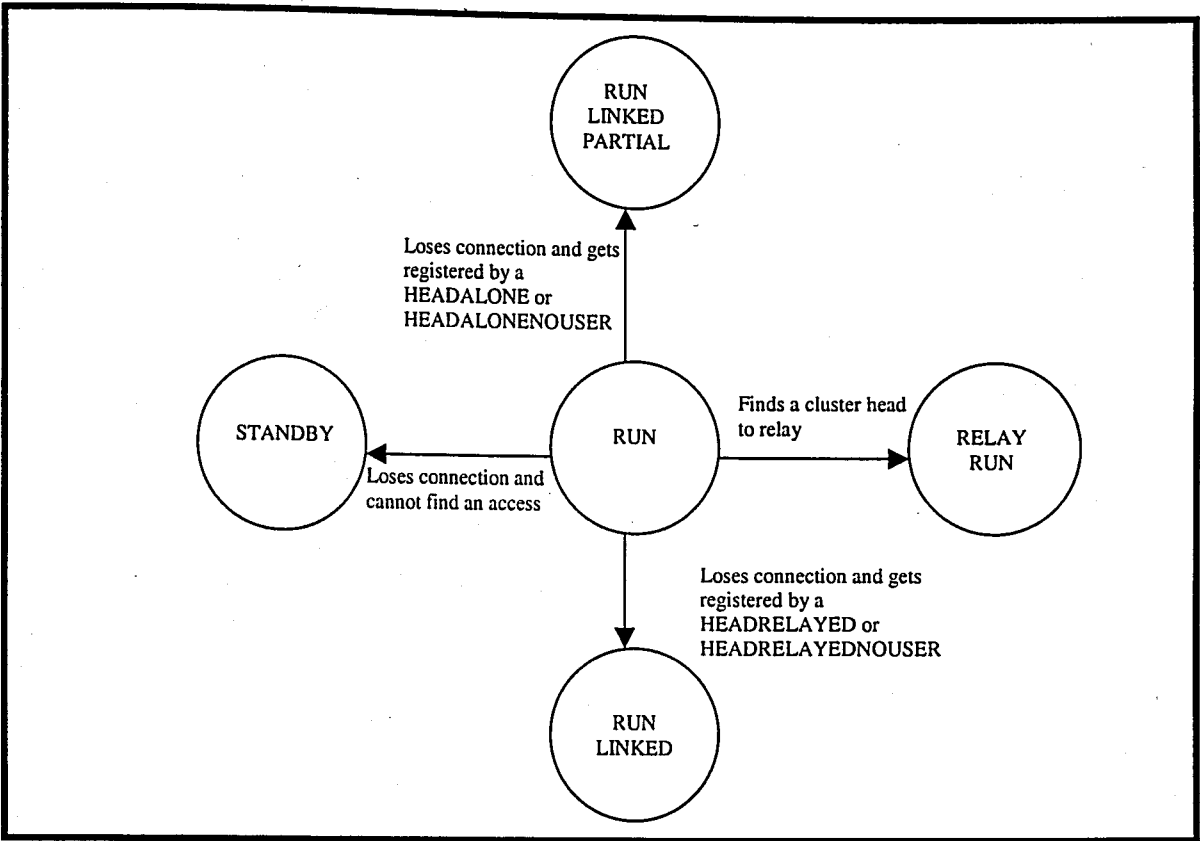 RUN
LINKED
PARTIAL
Loses connection and gets
registered by a
HEADALONE or
HEADALONENOUSER
STANDBY
RUN
Finds a cluster head
to relay
RELAY
RUN
Loses connection and
cannot find an access
Loses connection and gets
registered by a
HEADRELAYED or
HEADRELAYEDNOUSER
RUN
LINKED